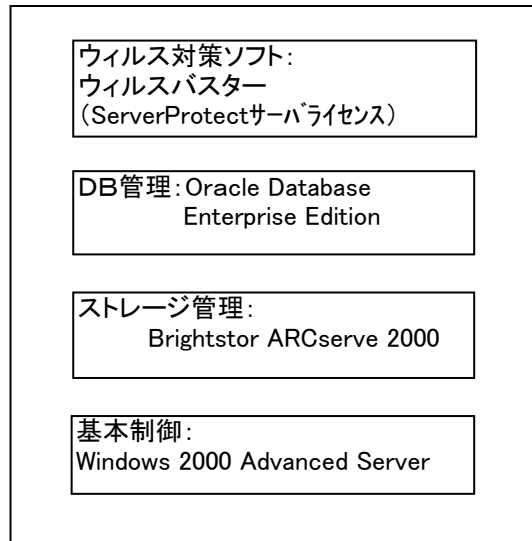 ウィルス対策ソフト：
ウィルスバスター
（ServerProtectｻｰﾊﾞﾗｲｾﾝｽ）
ＤＢ管理：Oracle Database
Enterprise Edition
ストレージ管理：
Brightstor ARCserve 2000
基本制御：
Windows 2000 Advanced Server